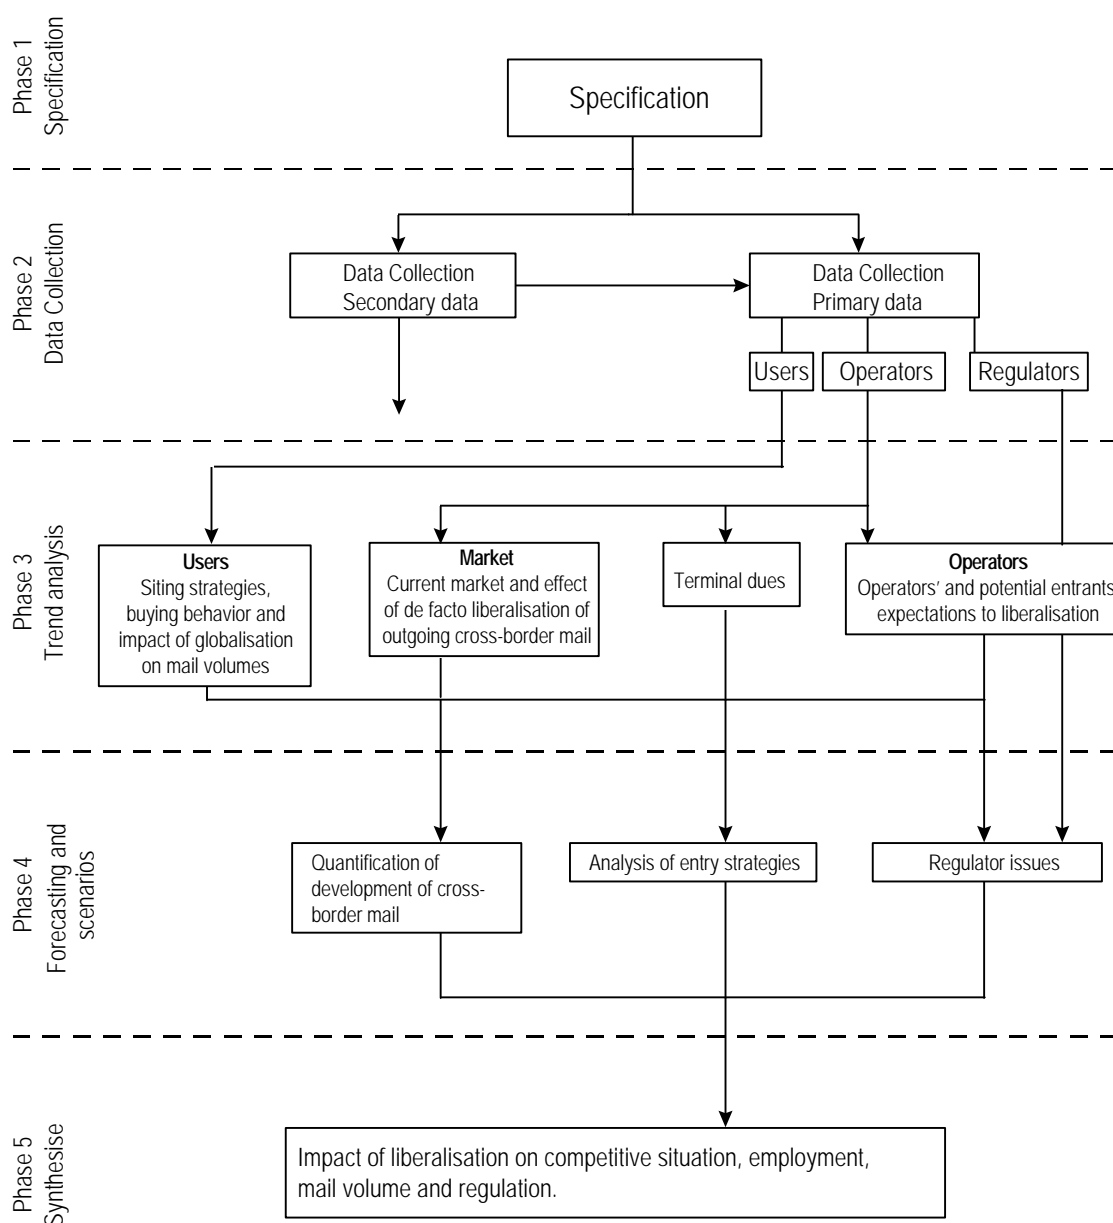 Phase 1
Specification
Specification
Phase 2
Data Collection
Data Collection
Secondary data
Data Collection
Primary data
Users
Operators
Regulators
Phase 3
Trend analysis
Users
Siting strategies,
buying behavior and
impact of globalisation
on mail volumes
Market
Current market and effect
of de facto liberalisation of
outgoing cross-border mail
Terminal dues
Operators
Operators' and potential entrants
expectations to liberalisation
Phase 4
Forecasting and
scenarios
Quantification of
development of cross-
border mail
Analysis of entry strategies
Regulator issues
Phase 5
Synthesise
Impact of liberalisation on competitive situation, employment,
mail volume and regulation.